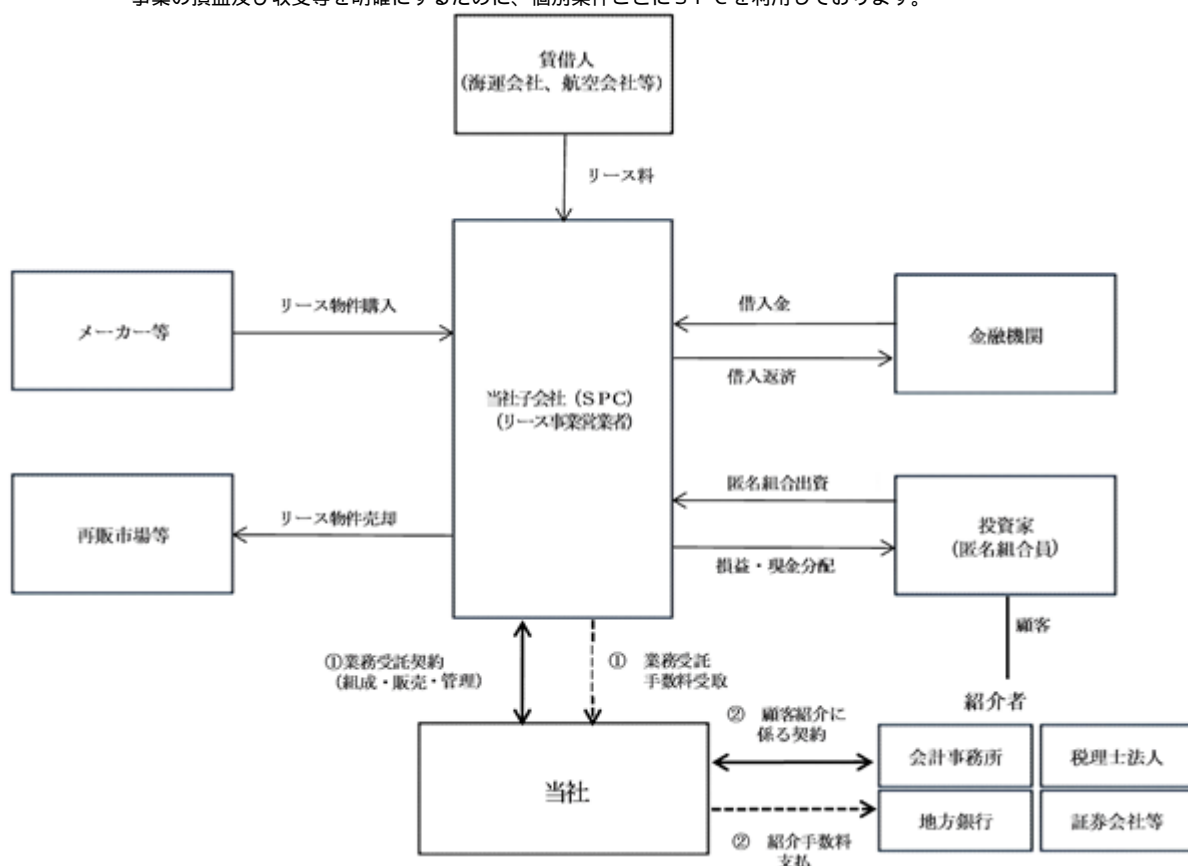 事業の損益及び収支等を明確にするために、個別案件ごとにＳＰＣを利用しております。
賃借人
(海運会社、航空会社等)
リース料
メーカー等
リース物件購入
当社子会社（ＳＰＣ）
(リース事業営業者)
借入金
借入返済
金融機関
再販市場等
リース物件売却
匿名組合出資
損益・現金分配
投資家
(匿名組合員)
顧客
①業務受託契約
(組成・販売・管理)
① 業務受託
手数料受取
紹介者
当社
② 顧客紹介に
係る契約
② 紹介手数料
支払
会計事務所
税理士法人
地方銀行
証券会社等